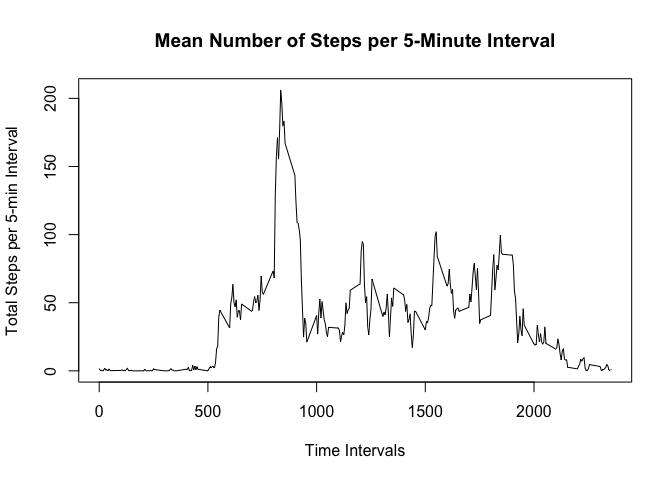 Mean Number of Steps per 5-Minute Interval
Total Steps per 5-min Interval
200
150
100
50
0
0 500 1000 1500 2000
Time Intervals